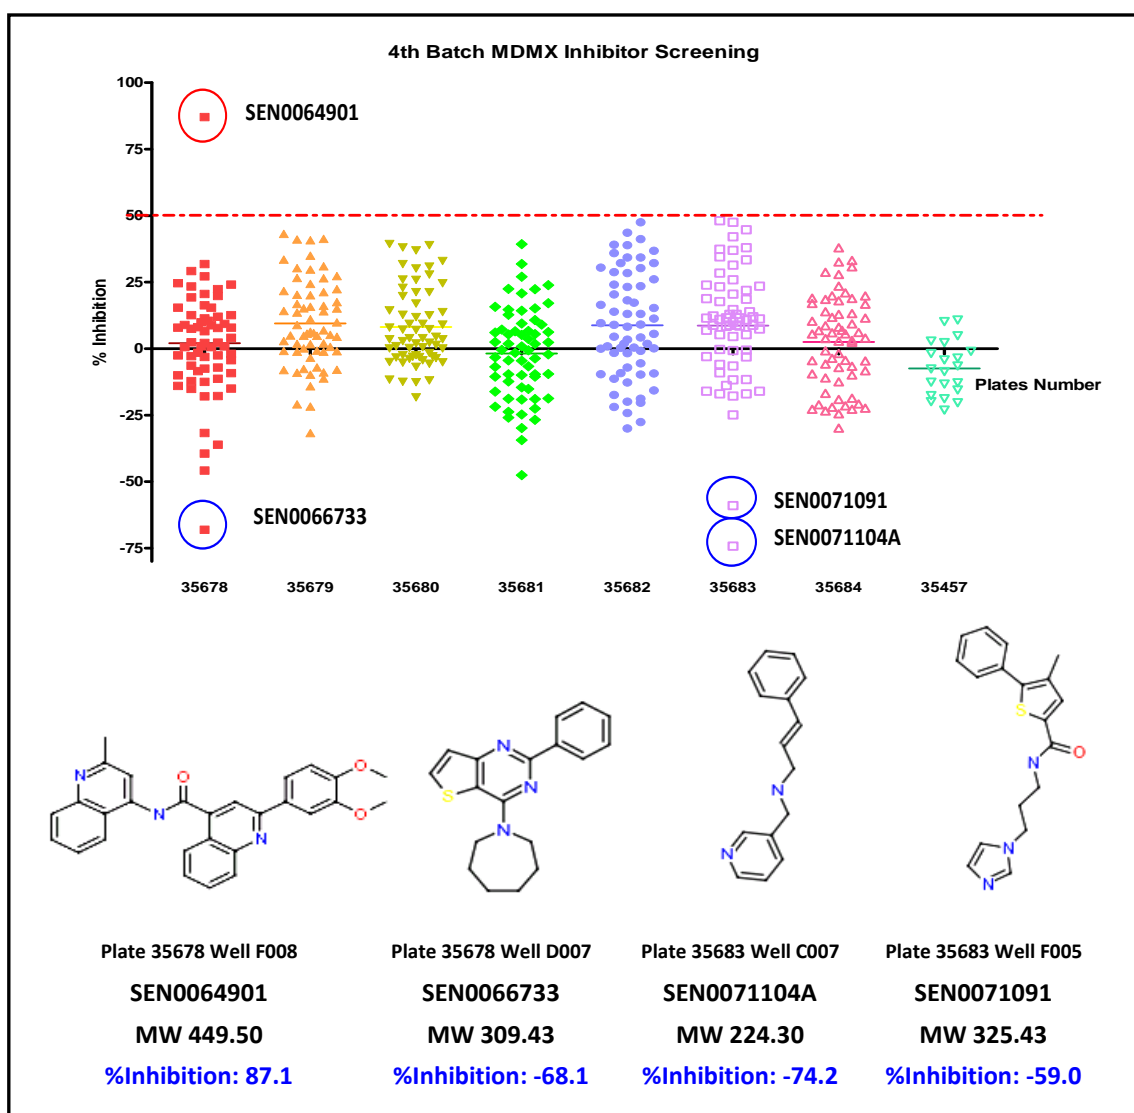 4th Batch MDMX Inhibitor Screening
100
SEN0064901
75
50
25
% Inhibition
0
Plates Number
-25
-50
SEN0071091
SEN0066733
SEN0071104A
-75
35678 35679 35680 35681 35682 35683 35684 35457
N O N N O O
N N S N
N N
S O N N N
Plate 35678 Well F008 Plate 35678 Well D007 Plate 35683 Well C007 Plate 35683 Well F005
SEN0064901 SEN0066733 SEN0071104A SEN0071091
MW 449.50 MW 309.43 MW 224.30 MW 325.43
%Inhibition: 87.1 %Inhibition: -68.1 %Inhibition: -74.2 %Inhibition: -59.0